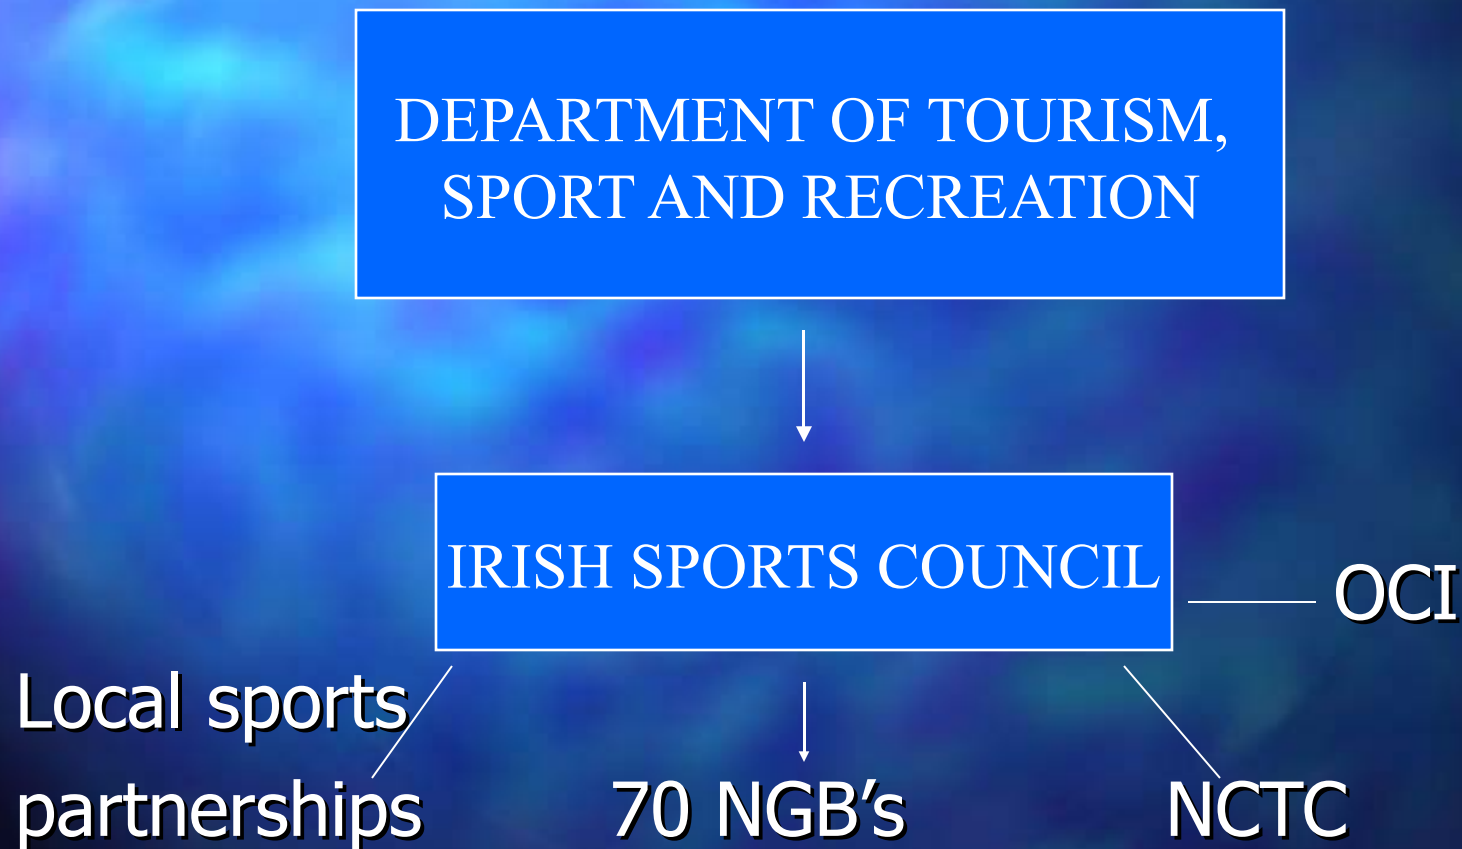 DEPARTMENT OF TOURISM,
SPORT AND RECREATION
IRISH SPORTS COUNCIL
OCI
Local sports
partnerships
70 NGB’s
NCTC